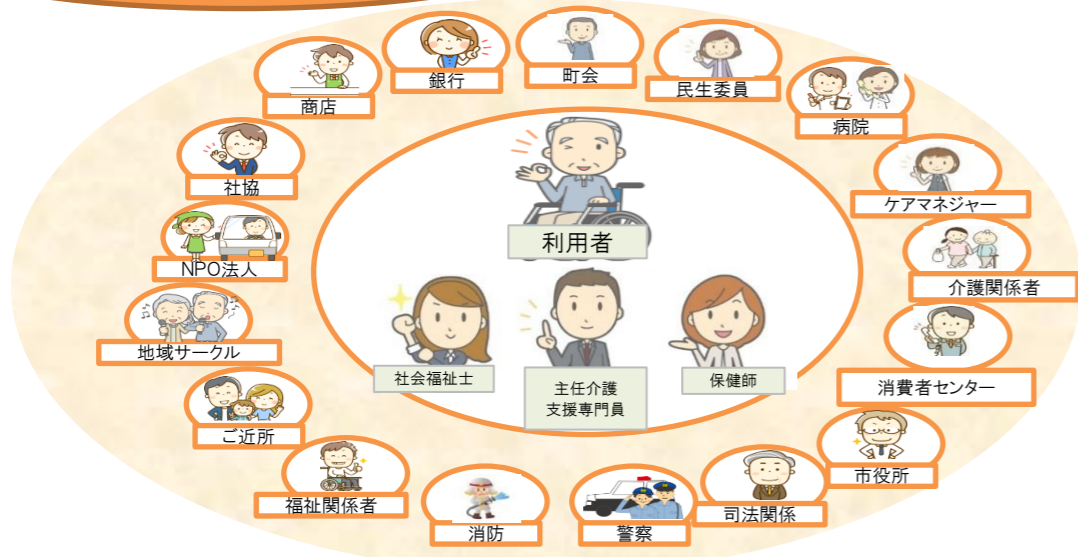 銀行
町会
民生委員
商店
病院
社協
ケアマネジャー
利用者
NPO法人
介護関係者
地域サークル
社会福祉士
主任介護
支援専門員
保健師
消費者センター
ご近所
市役所
福祉関係者
司法関係
消防
警察